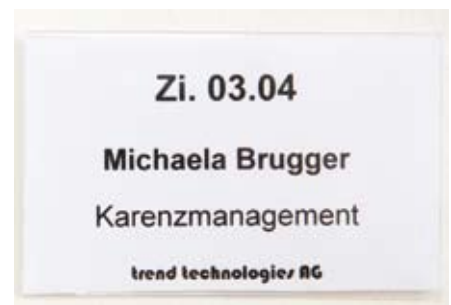 Zi. 03.04
Michaela Brugger
Karenzmanagement
trend technologies AG